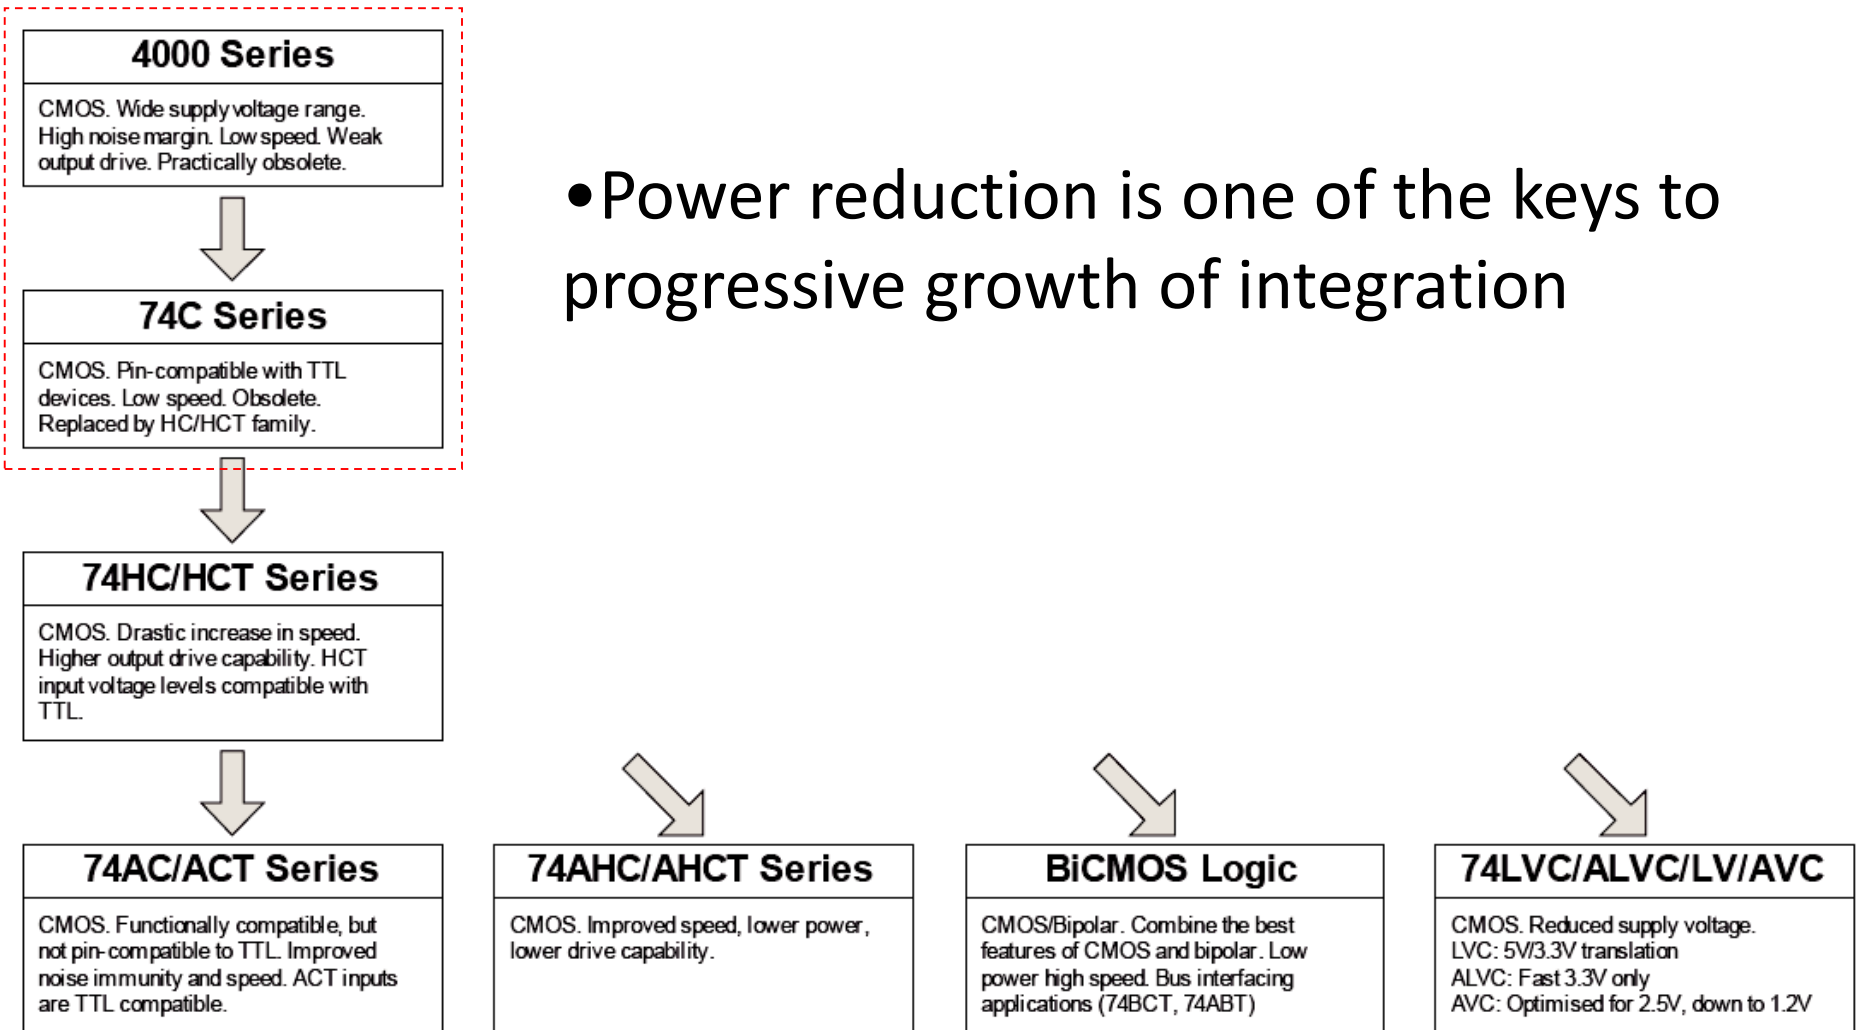 4000 Series
CMOS. Wide supply voltage range.
High noise margin. Low speed. Weak
output drive. Practically obsolete.
•Power reduction is one of the keys to
progressive growth of integration
74C Series
CMOS. Pin-compatible with TTL
devices. Low speed. Obsolete.
Replaced by HC/HCT family.
74HC/HCT Series
CMOS. Drastic increase in speed.
Higher output drive capability. HCT
input voltage levels compatible with
TTL.
74AC/ACT Series
CMOS. Functionally compatible, but
not pin-compatible to TTL. Improved
noise immunity and speed. ACT inputs
are TTL compatible.
74AHC/AHCT Series
CMOS. Improved speed, lower power,
lower drive capability.
BiCMOS Logic
CMOS/Bipolar. Combine the best
features of CMOS and bipolar. Low
power high speed. Bus interfacing
applications (74BCT, 74ABT)
74LVC/ALVC/LV/AVC
CMOS. Reduced supply voltage.
LVC: 5V/3.3V translation
ALVC: Fast 3.3V only
AVC: Optimised for 2.5V, down to 1.2V